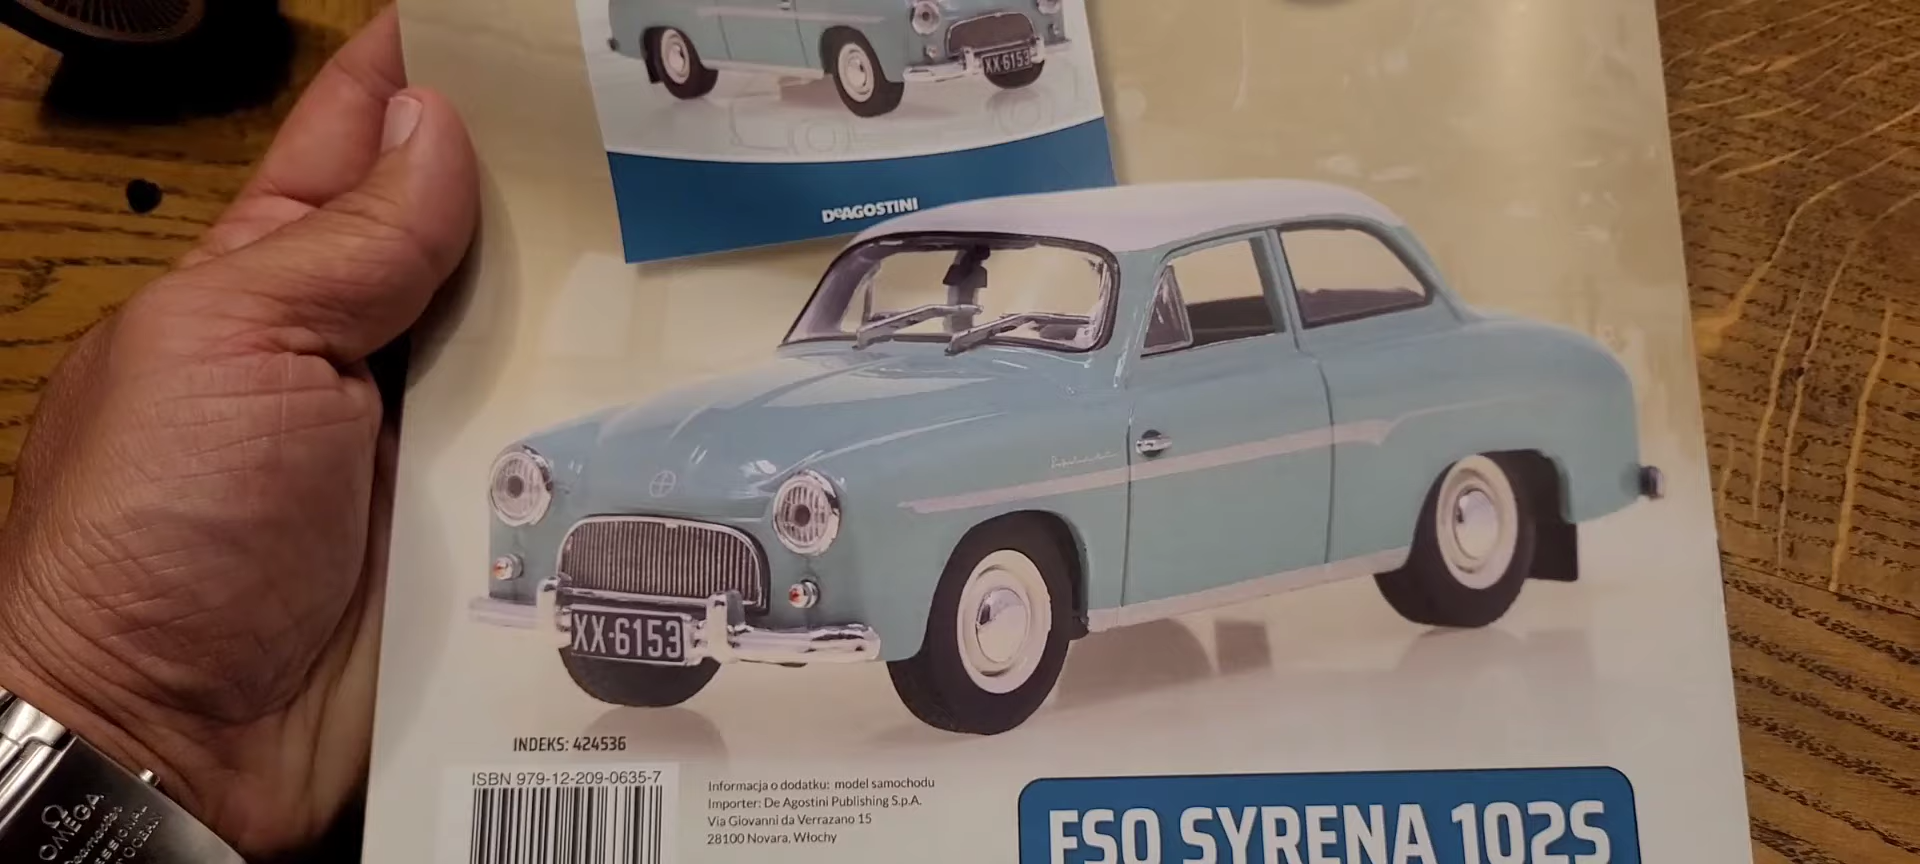 XX-6153
DeAGOSTINI
XX-6153
INDEKS: 424536
ISBN 979-12-209-0635-7
Informacja o dodatku: model samochodu
Importer: De Agostini Publishing S.p.A.
Via Giovanni da Verrazano 15
28100 Novara, Włochy
FSO SYRENA 102S
Ω
OMEGA